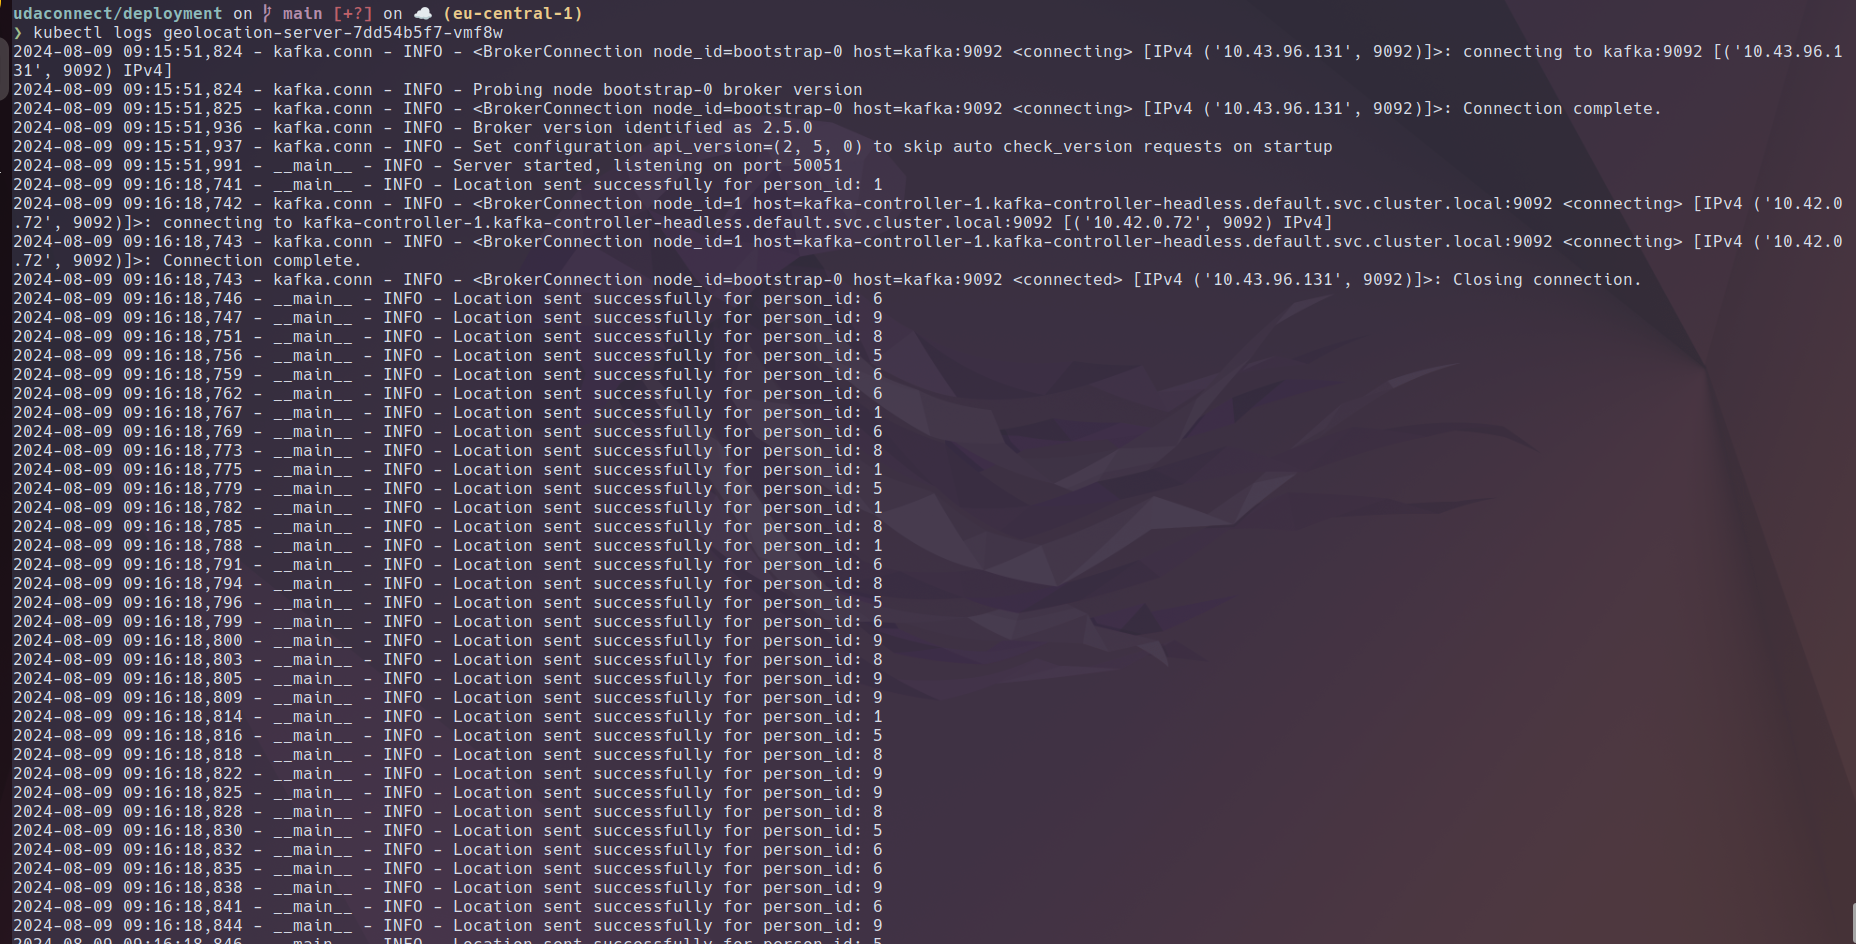 udaconnect/deployment on main [+?] on ☁️ (eu-central-1)
❯ kubectl logs geolocation-server-7dd54b5f7-vmf8w
2024-08-09 09:15:51,824 - kafka.conn - INFO - <BrokerConnection node_id=bootstrap-0 host=kafka:9092 <connecting> [IPv4 ('10.43.96.131', 9092)]>: connecting to kafka:9092 [('10.43.96.1
31', 9092) IPv4]
2024-08-09 09:15:51,824 - kafka.conn - INFO - Probing node bootstrap-0 broker version
2024-08-09 09:15:51,825 - kafka.conn - INFO - <BrokerConnection node_id=bootstrap-0 host=kafka:9092 <connecting> [IPv4 ('10.43.96.131', 9092)]>: Connection complete.
2024-08-09 09:15:51,936 - kafka.conn - INFO - Broker version identified as 2.5.0
2024-08-09 09:15:51,937 - kafka.conn - INFO - Set configuration api_version=(2, 5, 0) to skip auto check_version requests on startup
2024-08-09 09:15:51,991 - __main__ - INFO - Server started, listening on port 50051
2024-08-09 09:16:18,741 - __main__ - INFO - Location sent successfully for person_id: 1
2024-08-09 09:16:18,742 - kafka.conn - INFO - <BrokerConnection node_id=1 host=kafka-controller-1.kafka-controller-headless.default.svc.cluster.local:9092 <connecting> [IPv4 ('10.42.0
.72', 9092)]>: connecting to kafka-controller-1.kafka-controller-headless.default.svc.cluster.local:9092 [('10.42.0.72', 9092) IPv4]
2024-08-09 09:16:18,743 - kafka.conn - INFO - <BrokerConnection node_id=1 host=kafka-controller-1.kafka-controller-headless.default.svc.cluster.local:9092 <connecting> [IPv4 ('10.42.0
.72', 9092)]>: Connection complete.
2024-08-09 09:16:18,743 - kafka.conn - INFO - <BrokerConnection node_id=bootstrap-0 host=kafka:9092 <connected> [IPv4 ('10.43.96.131', 9092)]>: Closing connection.
2024-08-09 09:16:18,746 - __main__ - INFO - Location sent successfully for person_id: 6
2024-08-09 09:16:18,747 - __main__ - INFO - Location sent successfully for person_id: 9
2024-08-09 09:16:18,751 - __main__ - INFO - Location sent successfully for person_id: 8
2024-08-09 09:16:18,756 - __main__ - INFO - Location sent successfully for person_id: 5
2024-08-09 09:16:18,759 - __main__ - INFO - Location sent successfully for person_id: 6
2024-08-09 09:16:18,762 - __main__ - INFO - Location sent successfully for person_id: 6
2024-08-09 09:16:18,767 - __main__ - INFO - Location sent successfully for person_id: 1
2024-08-09 09:16:18,769 - __main__ - INFO - Location sent successfully for person_id: 6
2024-08-09 09:16:18,773 - __main__ - INFO - Location sent successfully for person_id: 8
2024-08-09 09:16:18,775 - __main__ - INFO - Location sent successfully for person_id: 1
2024-08-09 09:16:18,779 - __main__ - INFO - Location sent successfully for person_id: 5
2024-08-09 09:16:18,782 - __main__ - INFO - Location sent successfully for person_id: 1
2024-08-09 09:16:18,785 - __main__ - INFO - Location sent successfully for person_id: 8
2024-08-09 09:16:18,788 - __main__ - INFO - Location sent successfully for person_id: 1
2024-08-09 09:16:18,791 - __main__ - INFO - Location sent successfully for person_id: 6
2024-08-09 09:16:18,794 - __main__ - INFO - Location sent successfully for person_id: 8
2024-08-09 09:16:18,796 - __main__ - INFO - Location sent successfully for person_id: 5
2024-08-09 09:16:18,799 - __main__ - INFO - Location sent successfully for person_id: 6
2024-08-09 09:16:18,800 - __main__ - INFO - Location sent successfully for person_id: 9
2024-08-09 09:16:18,803 - __main__ - INFO - Location sent successfully for person_id: 8
2024-08-09 09:16:18,805 - __main__ - INFO - Location sent successfully for person_id: 9
2024-08-09 09:16:18,809 - __main__ - INFO - Location sent successfully for person_id: 9
2024-08-09 09:16:18,814 - __main__ - INFO - Location sent successfully for person_id: 1
2024-08-09 09:16:18,816 - __main__ - INFO - Location sent successfully for person_id: 5
2024-08-09 09:16:18,818 - __main__ - INFO - Location sent successfully for person_id: 8
2024-08-09 09:16:18,822 - __main__ - INFO - Location sent successfully for person_id: 9
2024-08-09 09:16:18,825 - __main__ - INFO - Location sent successfully for person_id: 9
2024-08-09 09:16:18,828 - __main__ - INFO - Location sent successfully for person_id: 8
2024-08-09 09:16:18,830 - __main__ - INFO - Location sent successfully for person_id: 5
2024-08-09 09:16:18,832 - __main__ - INFO - Location sent successfully for person_id: 6
2024-08-09 09:16:18,835 - __main__ - INFO - Location sent successfully for person_id: 6
2024-08-09 09:16:18,838 - __main__ - INFO - Location sent successfully for person_id: 9
2024-08-09 09:16:18,841 - __main__ - INFO - Location sent successfully for person_id: 6
2024-08-09 09:16:18,844 - __main__ - INFO - Location sent successfully for person_id: 9
2024-08-09 09:16:18,846 - __main__ - INFO - Location sent successfully for person_id: 5